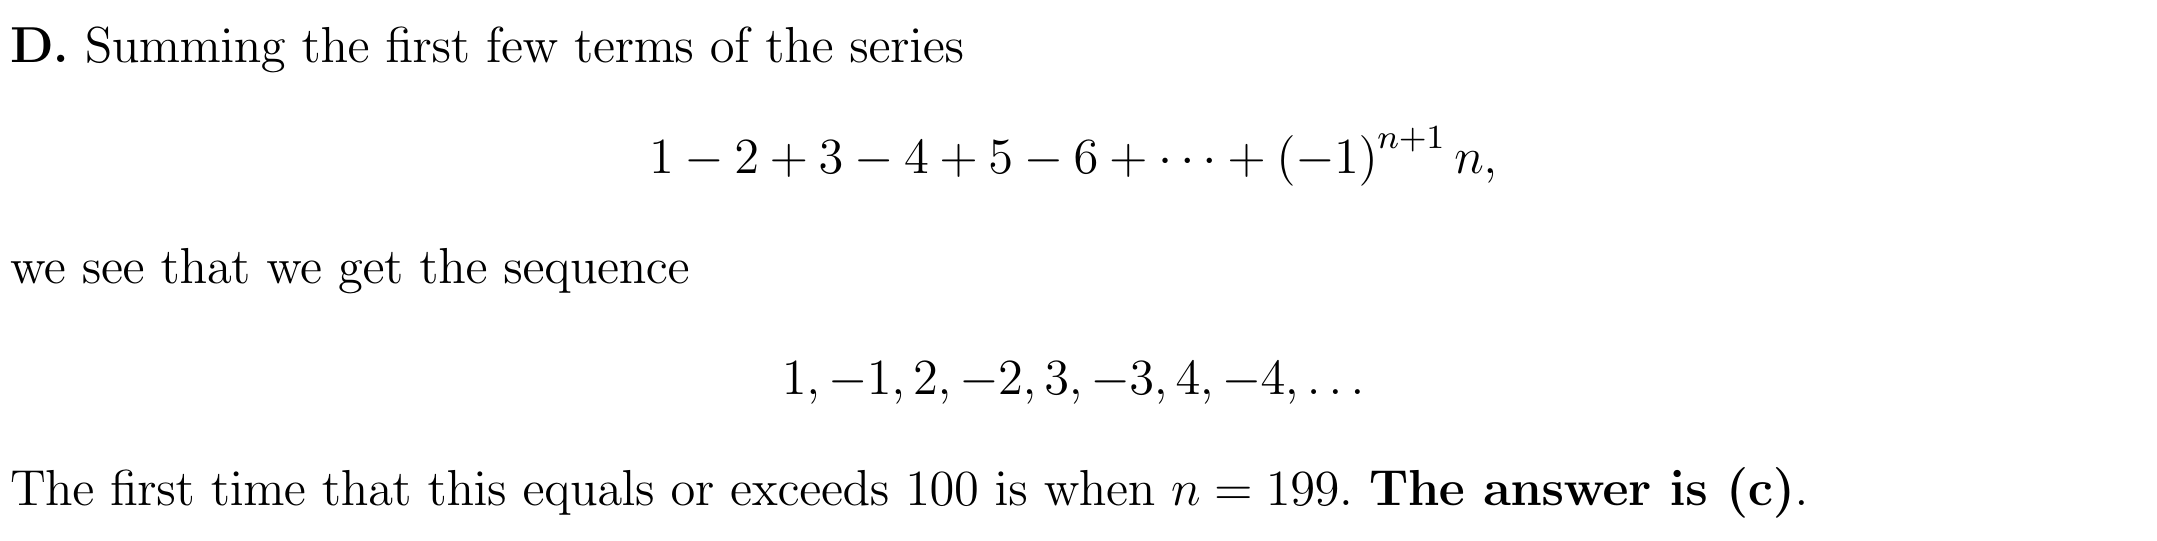 D. Summing the first few terms of the series
1 − 2 + 3 − 4 + 5 − 6 + ⋯ + (−1)^{n+1} n,
we see that we get the sequence
1, −1, 2, −2, 3, −3, 4, −4, . . .
The first time that this equals or exceeds 100 is when n = 199. The answer is (c).